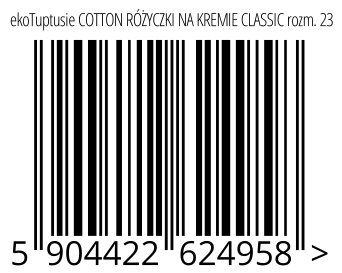 ekoTuptusie COTTON RÓŻYCZKI NA KREMIE CLASSIC rozm. 23
5 904422 624958 >